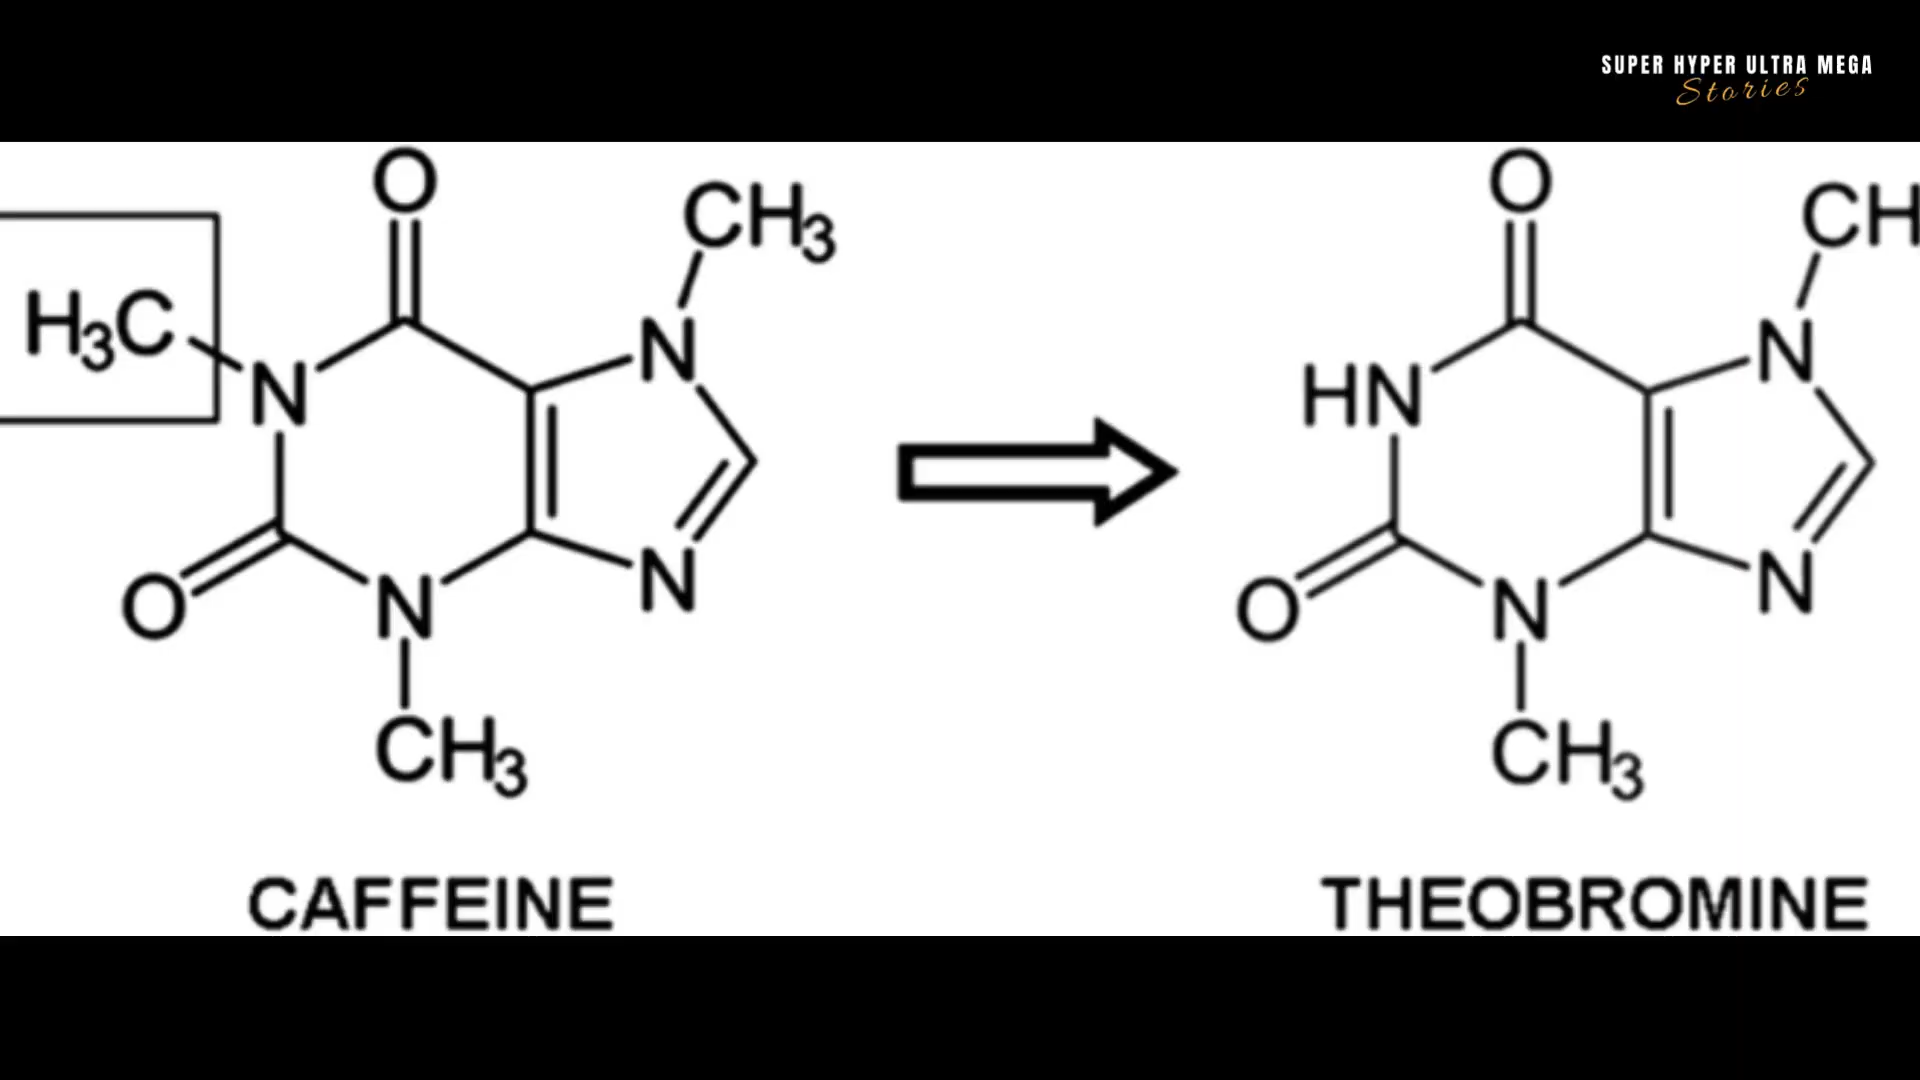 SUPER HYPER ULTRA MEGA
Stories
O
CH3
H3C
N
N
O
N
N
CH3
CAFFEINE
O
CH
HN
N
O
N
N
CH3
THEOBROMINE